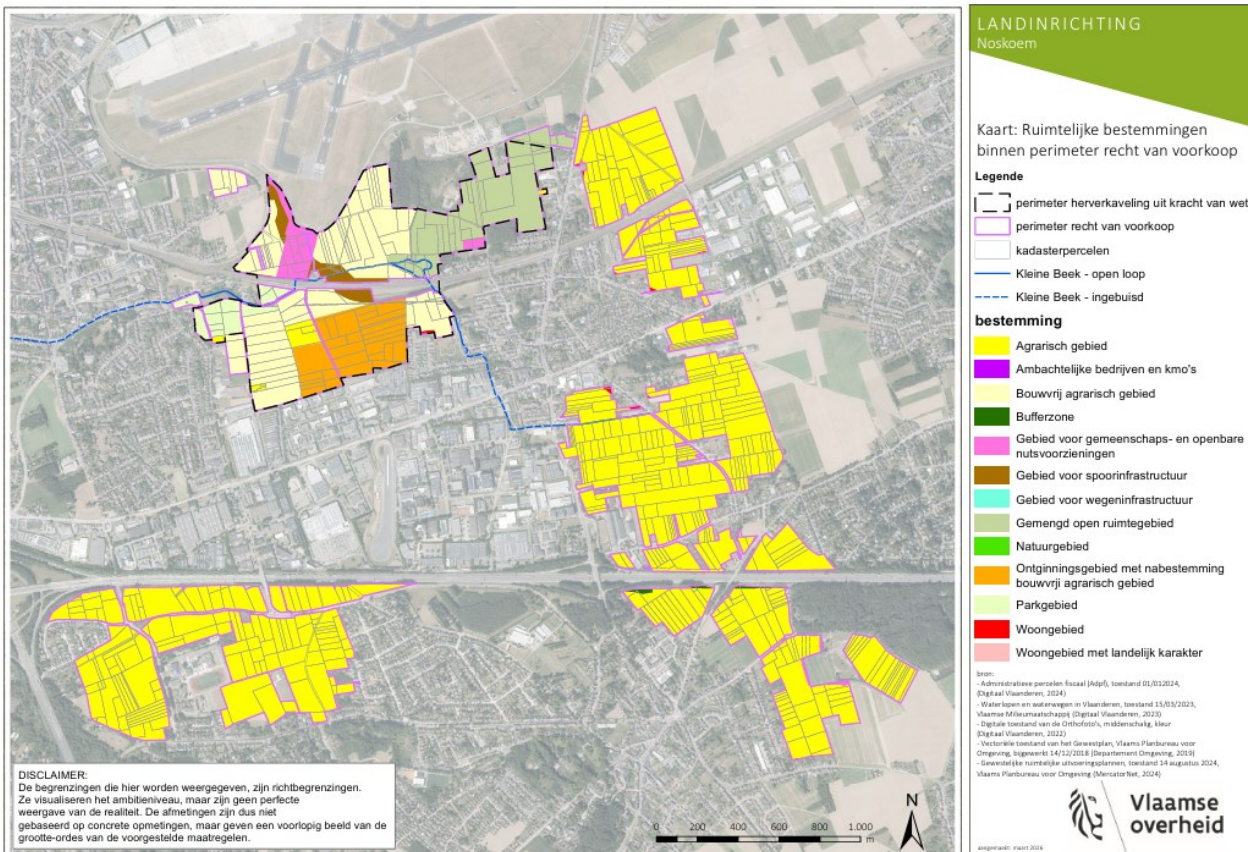 LANDINRICHTING
Noskoem
Kaart: Ruimtelijke bestemmingen
binnen perimeter recht van voorkoop
Legende
perimeter herverkaveling uit kracht van wet
perimeter recht van voorkoop
kadasterpercelen
Kleine Beek - open loop
Kleine Beek - ingebuisd
bestemming
Agrarisch gebied
Ambachtelijke bedrijven en kmo's
Bouwvrij agrarisch gebied
Bufferzone
Gebied voor gemeenschaps- en openbare
nutsvoorzieningen
Gebied voor spoorinfrastructuur
Gebied voor wegeninfrastructuur
Gemengd open ruimtegebied
Natuurgebied
Ontginningsgebied met nabestemming
bouwvrji agrarisch gebied
Parkgebied
Woongebied
Woongebied met landelijk karakter
bron:
- Administratieve percelen fiscaal (Adpf), toestand 01/012024,
(Digitaal Vlaanderen, 2024)
- Waterlopen en waterwegen in Vlaanderen, toestand 15/03/2023,
Vlaamse Milieumaatschappij (Digitaal Vlaanderen, 2023)
- Digitale toestand van de Orthofoto's, middenschalig, kleur
(Digitaal Vlaanderen, 2022)
- Vectoriële toestand van het Gewestplan, Vlaams Planbureau voor
Omgeving, bijgewerkt 14/12/2018 (Departement Omgeving, 2019)
- Gewestelijke ruimtelijke uitvoeringsplannen, toestand 14 augustus 2024,
Vlaams Planbureau voor Omgeving (MercatorNet, 2024)
Vlaamse
overheid
aangemaakt: maart 2026
DISCLAIMER:
De begrenzingen die hier worden weergegeven, zijn richtbegrenzingen.
Ze visualiseren het ambitieniveau, maar zijn geen perfecte
weergave van de realiteit. De afmetingen zijn dus niet
gebaseerd op concrete opmetingen, maar geven een voorlopig beeld van de
grootte-ordes van de voorgestelde maatregelen.
0 200 400 600 800 1.000
m
N